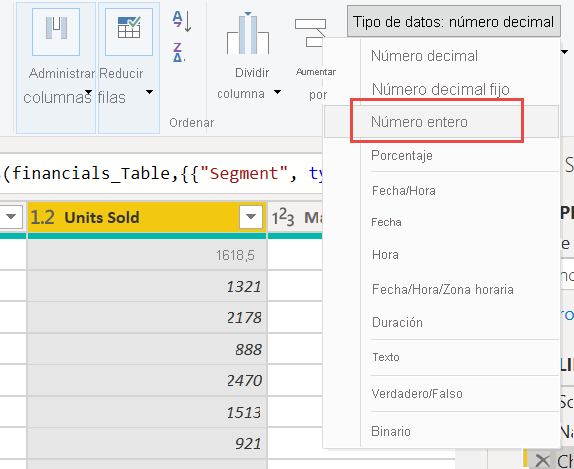 Tipo de datos: número decimal
A
Z
Z
A
Administrar
columnas
Reducir
filas
Ordenar
Dividir
columna
Aumentar
por
Número decimal
Número decimal fijo
Número entero
Porcentaje
Fecha/Hora
Fecha
Hora
Fecha/Hora/Zona horaria
Duración
Texto
Verdadero/Falso
Binario
(financials_Table,{{"Segment", ty
1.2 Units Sold
1²3 Ma
1618,5
1321
2178
888
2470
1513
921
S
P
e
ro
LI
Sc
Na
Ch